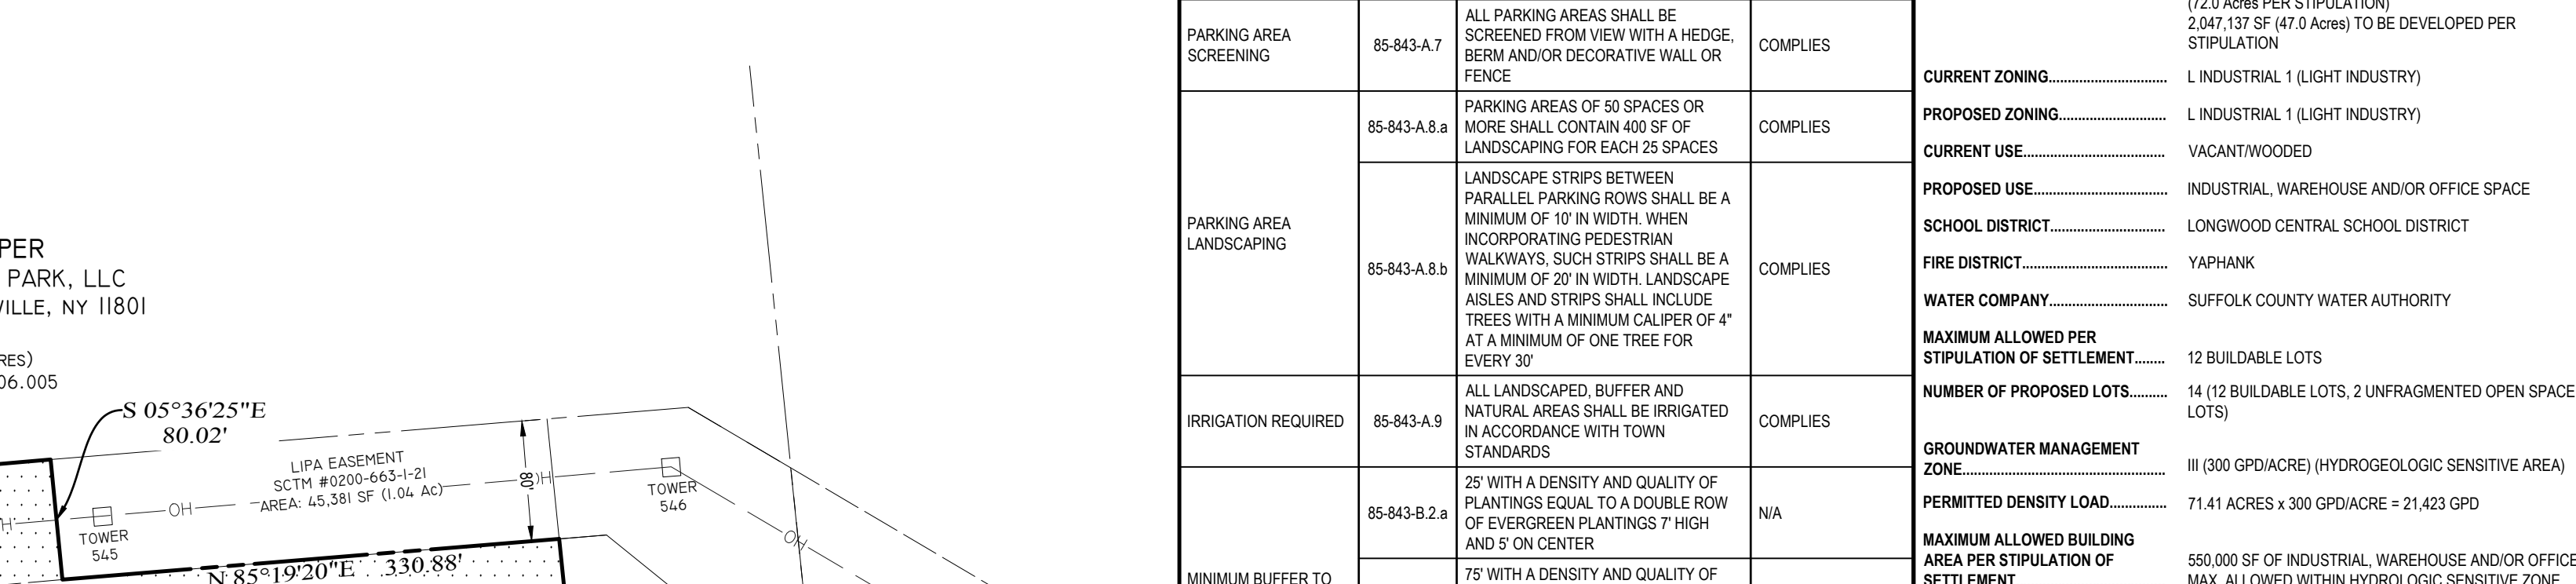 PER
PARK, LLC
VILLE, NY 11801
RES)
06.005
S 05°36'25"E
80.02'
LIPA EASEMENT
SCTM #0200-663-1-21
AREA: 45,381 SF (1.04 Ac)
OH
OH
OH
80'
TOWER
545
TOWER
546
N 85°19'20"E 330.88'
PARKING AREA
SCREENING
85-843-A.7
ALL PARKING AREAS SHALL BE
SCREENED FROM VIEW WITH A HEDGE,
BERM AND/OR DECORATIVE WALL OR
FENCE
COMPLIES
PARKING AREA
LANDSCAPING
85-843-A.8.a
PARKING AREAS OF 50 SPACES OR
MORE SHALL CONTAIN 400 SF OF
LANDSCAPING FOR EACH 25 SPACES
COMPLIES
85-843-A.8.b
LANDSCAPE STRIPS BETWEEN
PARALLEL PARKING ROWS SHALL BE A
MINIMUM OF 10' IN WIDTH. WHEN
INCORPORATING PEDESTRIAN
WALKWAYS, SUCH STRIPS SHALL BE A
MINIMUM OF 20' IN WIDTH. LANDSCAPE
AISLES AND STRIPS SHALL INCLUDE
TREES WITH A MINIMUM CALIPER OF 4"
AT A MINIMUM OF ONE TREE FOR
EVERY 30'
COMPLIES
IRRIGATION REQUIRED
85-843-A.9
ALL LANDSCAPED, BUFFER AND
NATURAL AREAS SHALL BE IRRIGATED
IN ACCORDANCE WITH TOWN
STANDARDS
COMPLIES
MINIMUM BUFFER TO
85-843-B.2.a
25' WITH A DENSITY AND QUALITY OF
PLANTINGS EQUAL TO A DOUBLE ROW
OF EVERGREEN PLANTINGS 7' HIGH
AND 5' ON CENTER
N/A
75' WITH A DENSITY AND QUALITY OF
(72.0 Acres PER STIPULATION)
2,047,137 SF (47.0 Acres) TO BE DEVELOPED PER
STIPULATION
CURRENT ZONING............................... L INDUSTRIAL 1 (LIGHT INDUSTRY)
PROPOSED ZONING............................ L INDUSTRIAL 1 (LIGHT INDUSTRY)
CURRENT USE..................................... VACANT/WOODED
PROPOSED USE................................... INDUSTRIAL, WAREHOUSE AND/OR OFFICE SPACE
SCHOOL DISTRICT.............................. LONGWOOD CENTRAL SCHOOL DISTRICT
FIRE DISTRICT...................................... YAPHANK
WATER COMPANY............................... SUFFOLK COUNTY WATER AUTHORITY
MAXIMUM ALLOWED PER
STIPULATION OF SETTLEMENT........ 12 BUILDABLE LOTS
NUMBER OF PROPOSED LOTS.......... 14 (12 BUILDABLE LOTS, 2 UNFRAGMENTED OPEN SPACE
LOTS)
GROUNDWATER MANAGEMENT
ZONE..................................................... III (300 GPD/ACRE) (HYDROGEOLOGIC SENSITIVE AREA)
PERMITTED DENSITY LOAD............... 71.41 ACRES x 300 GPD/ACRE = 21,423 GPD
MAXIMUM ALLOWED BUILDING
AREA PER STIPULATION OF 550,000 SF OF INDUSTRIAL, WAREHOUSE AND/OR OFFICE
SETTLEMENT MAX. ALLOWED WITHIN HYDROLOGIC SENSITIVE ZONE